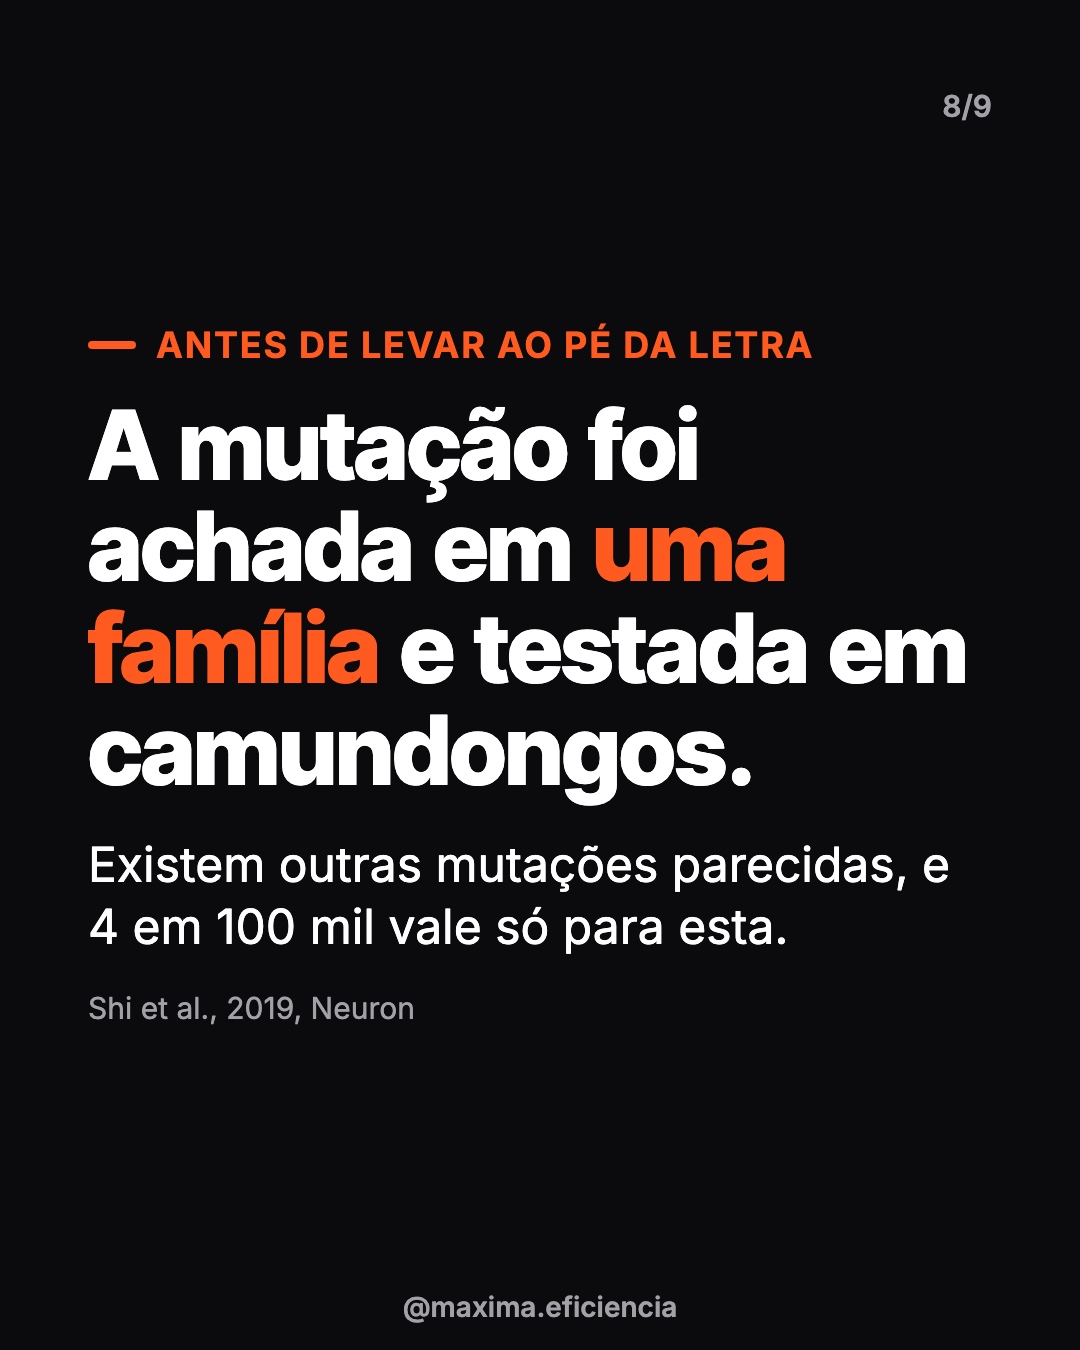 8/9
ANTES DE LEVAR AO PÉ DA LETRA
A mutação foi
achada em uma
família e testada em
camundongos.
Existem outras mutações parecidas, e
4 em 100 mil vale só para esta.
Shi et al., 2019, Neuron
@maxima.eficiencia